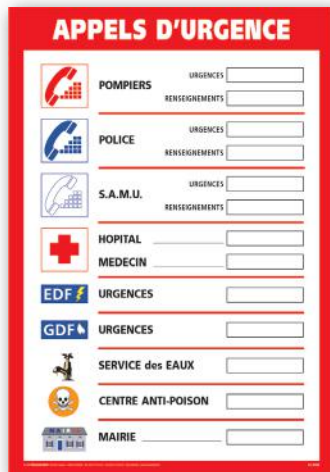 APPELS D'URGENCE
URGENCES
POMPIERS
RENSEIGNEMENTS
URGENCES
POLICE
RENSEIGNEMENTS
URGENCES
S.A.M.U.
RENSEIGNEMENTS
HOPITAL
MEDECIN
EDF URGENCES
GDF URGENCES
SERVICE des EAUX
CENTRE ANTI-POISON
MAIRIE MAIRIE